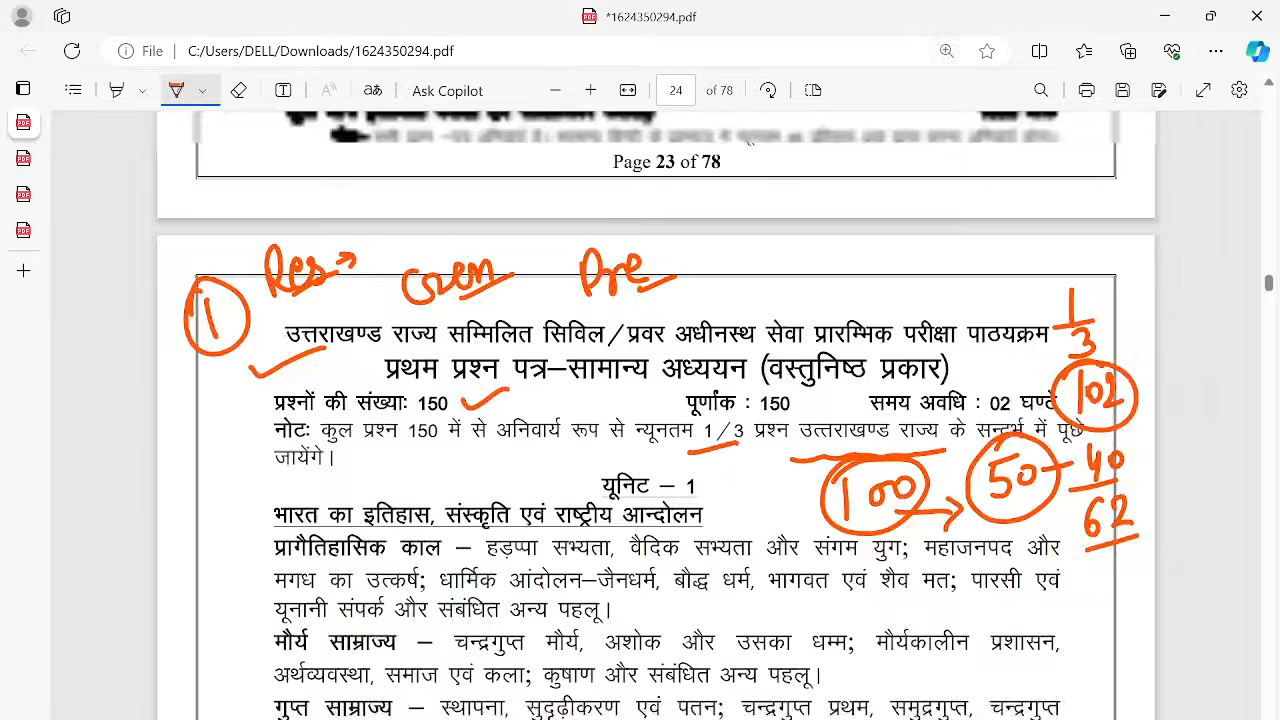 *1624350294.pdf
File C:/Users/DELL/Downloads/1624350294.pdf
aあ Ask Copilot 24 of 78
Page 23 of 78
Res → Gen Pre
1
उत्तराखण्ड राज्य सम्मिलित सिविल/प्रवर अधीनस्थ सेवा प्रारम्भिक परीक्षा पाठ्यक्रम
1/3
प्रथम प्रश्न पत्र–सामान्य अध्ययन (वस्तुनिष्ठ प्रकार)
प्रश्नों की संख्याः 150 पूर्णांक : 150 समय अवधि : 02 घण्टे
102
नोटः कुल प्रश्न 150 में से अनिवार्य रूप से न्यूनतम 1/3 प्रश्न उत्तराखण्ड राज्य के सन्दर्भ में पूछे
जायेंगे।
100 → 50 – 40
62
यूनिट – 1
भारत का इतिहास, संस्कृति एवं राष्ट्रीय आन्दोलन
प्रागैतिहासिक काल – हड़प्पा सभ्यता, वैदिक सभ्यता और संगम युग; महाजनपद और
मगध का उत्कर्ष; धार्मिक आंदोलन–जैनधर्म, बौद्ध धर्म, भागवत एवं शैव मत; पारसी एवं
यूनानी संपर्क और संबंधित अन्य पहलू।
मौर्य साम्राज्य – चन्द्रगुप्त मौर्य, अशोक और उसका धम्म; मौर्यकालीन प्रशासन,
अर्थव्यवस्था, समाज एवं कला; कुषाण और संबंधित अन्य पहलू।
गुप्त साम्राज्य – स्थापना, सुदृढ़ीकरण एवं पतन; चन्द्रगुप्त प्रथम, समुद्रगुप्त, चन्द्रगुप्त